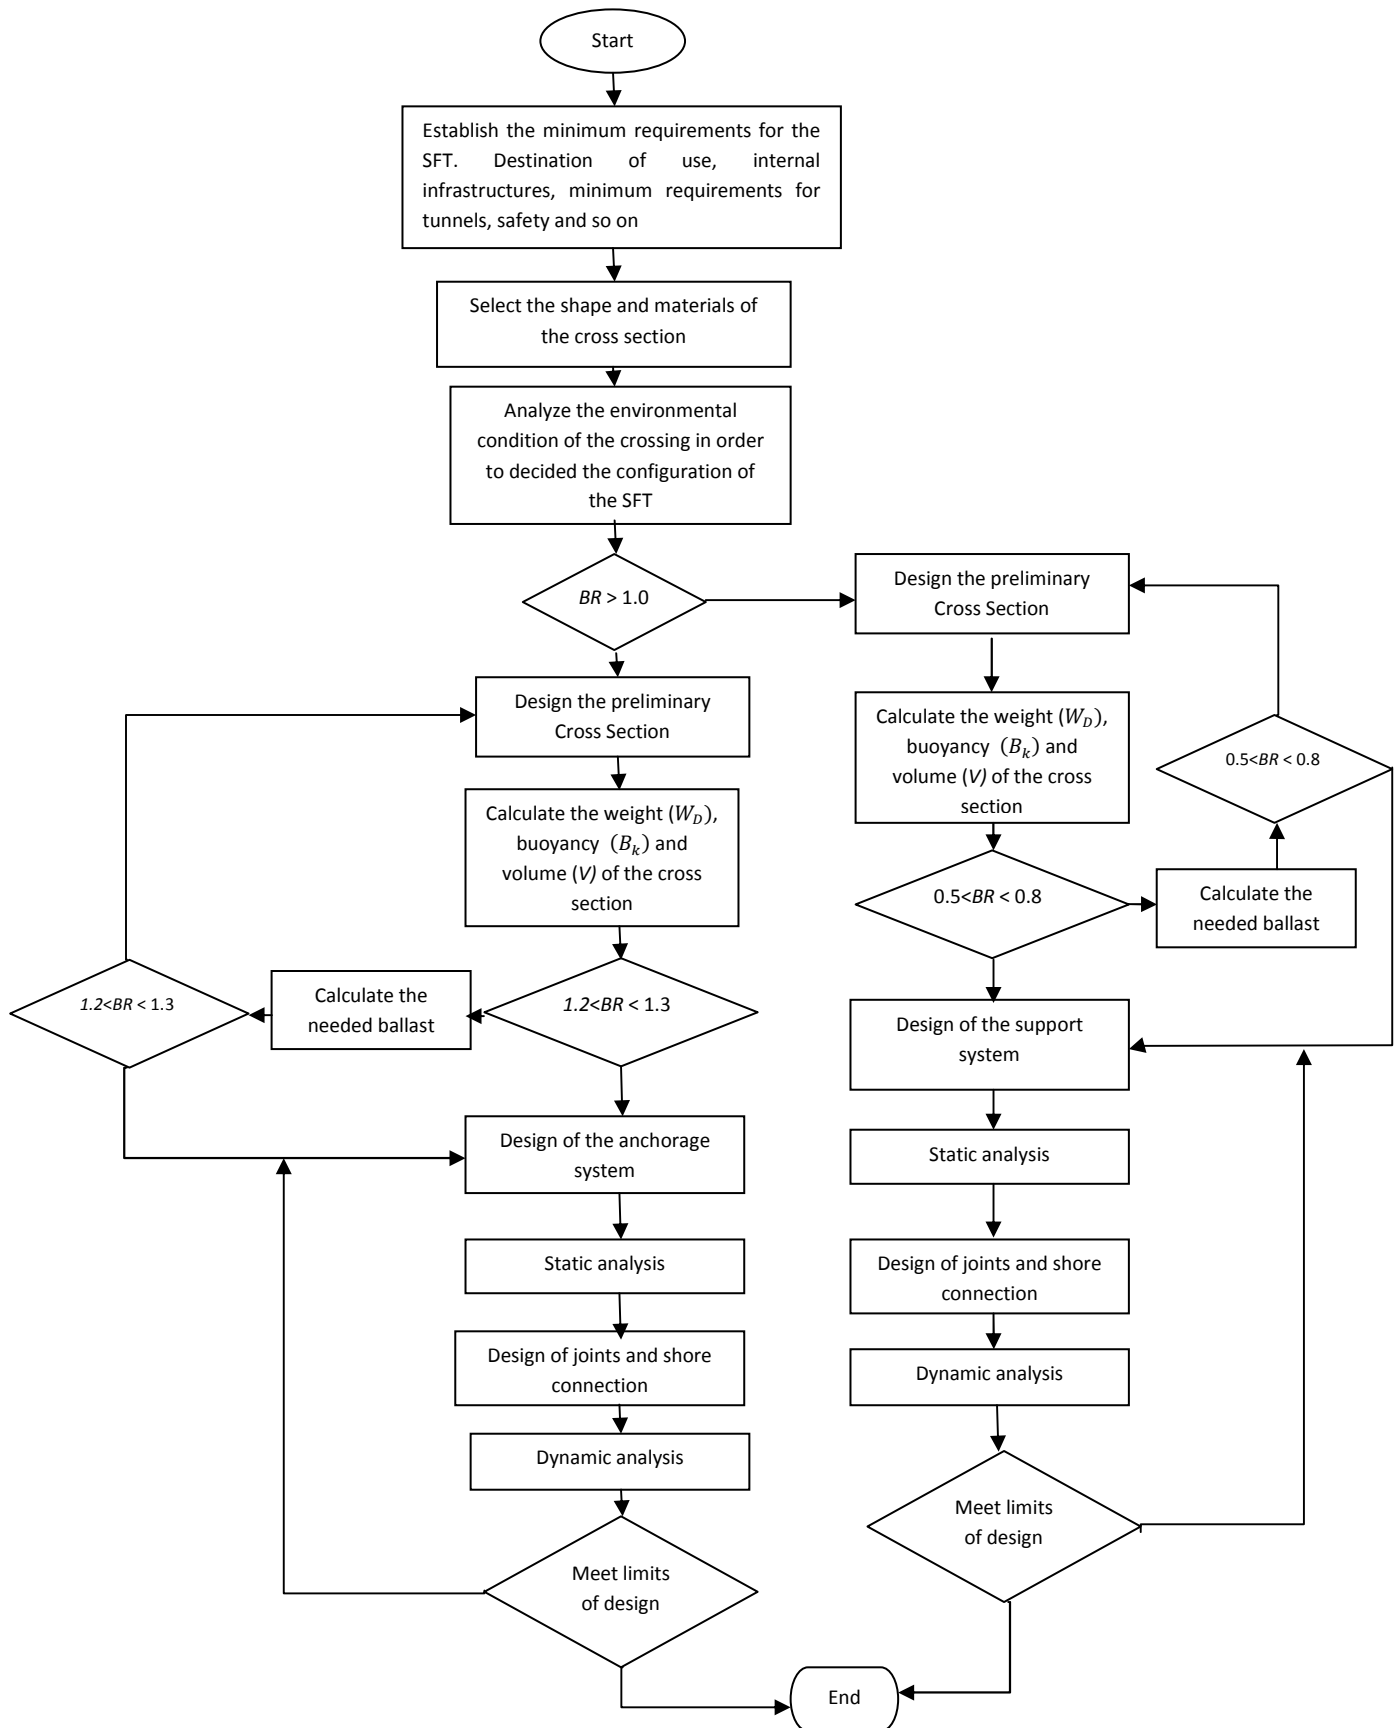 Start
Establish the minimum requirements for the
SFT. Destination of use, internal
infrastructures, minimum requirements for
tunnels, safety and so on
Select the shape and materials of
the cross section
Analyze the environmental
condition of the crossing in order
to decided the configuration of
the SFT
BR > 1.0
Design the preliminary
Cross Section
Calculate the weight (W_D),
buoyancy (B_k) and
volume (V) of the cross
section
1.2<BR < 1.3
Calculate the
needed ballast
1.2<BR < 1.3
Design of the anchorage
system
Static analysis
Design of joints and shore
connection
Dynamic analysis
Meet limits
of design
Design the preliminary
Cross Section
Calculate the weight (W_D),
buoyancy (B_k) and
volume (V) of the cross
section
0.5<BR < 0.8
Calculate the
needed ballast
0.5<BR < 0.8
Design of the support
system
Static analysis
Design of joints and shore
connection
Dynamic analysis
Meet limits
of design
End